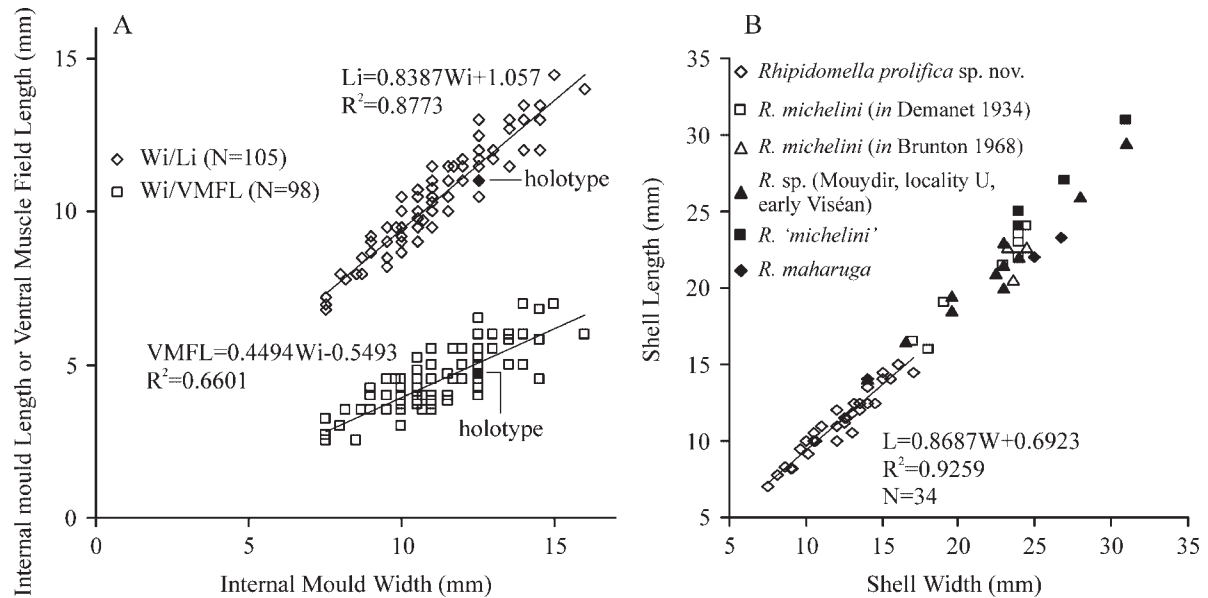 A
Internal mould Length or Ventral Muscle Field Length (mm)
15
10
5
0
Li=0.8387Wi+1.057
R²=0.8773
Wi/Li (N=105)
Wi/VMFL (N=98)
holotype
VMFL=0.4494Wi-0.5493
R²=0.6601
holotype
0
5
10
15
Internal Mould Width (mm)
B
Shell Length (mm)
35
30
25
20
15
10
5
Rhipidomella prolifica sp. nov.
R. michelini (in Demanet 1934)
R. michelini (in Brunton 1968)
R. sp. (Mouydir, locality U,
early Viséan)
R. ‘michelini’
R. maharuga
L=0.8687W+0.6923
R²=0.9259
N=34
5
10
15
20
25
30
35
Shell Width (mm)